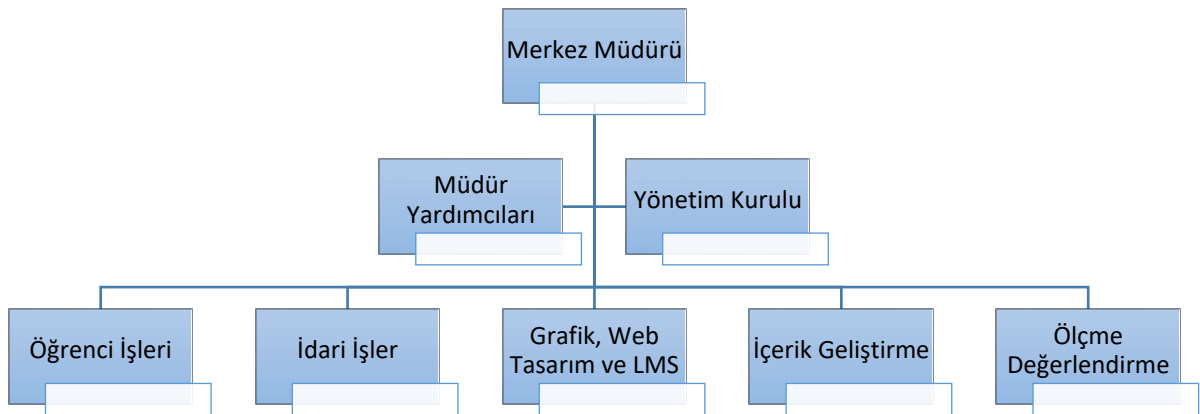 Merkez Müdürü
Müdür
Yardımcıları
Yönetim Kurulu
Öğrenci İşleri
İdari İşler
Grafik, Web
Tasarım ve LMS
İçerik Geliştirme
Ölçme
Değerlendirme